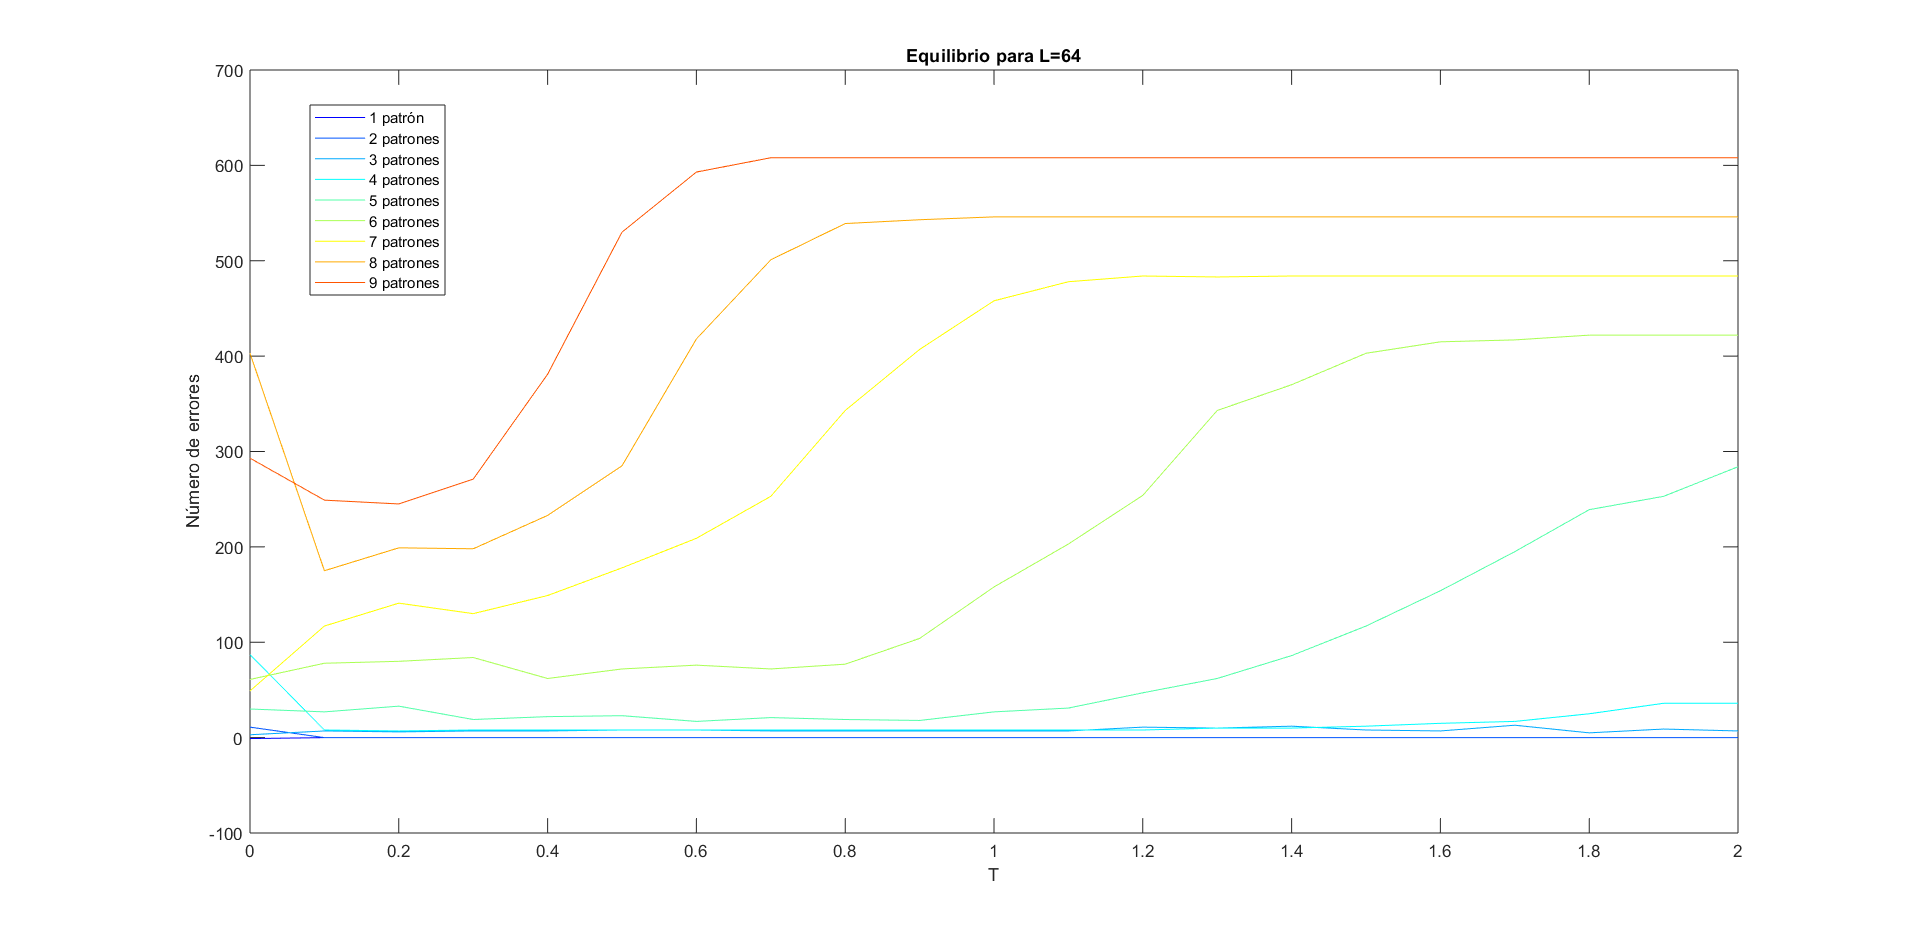 Equilibrio para L=64
700
600
500
400
300
200
100
0
-100
Número de errores
1 patrón
2 patrones
3 patrones
4 patrones
5 patrones
6 patrones
7 patrones
8 patrones
9 patrones
0 0.2 0.4 0.6 0.8 1 1.2 1.4 1.6 1.8 2
T